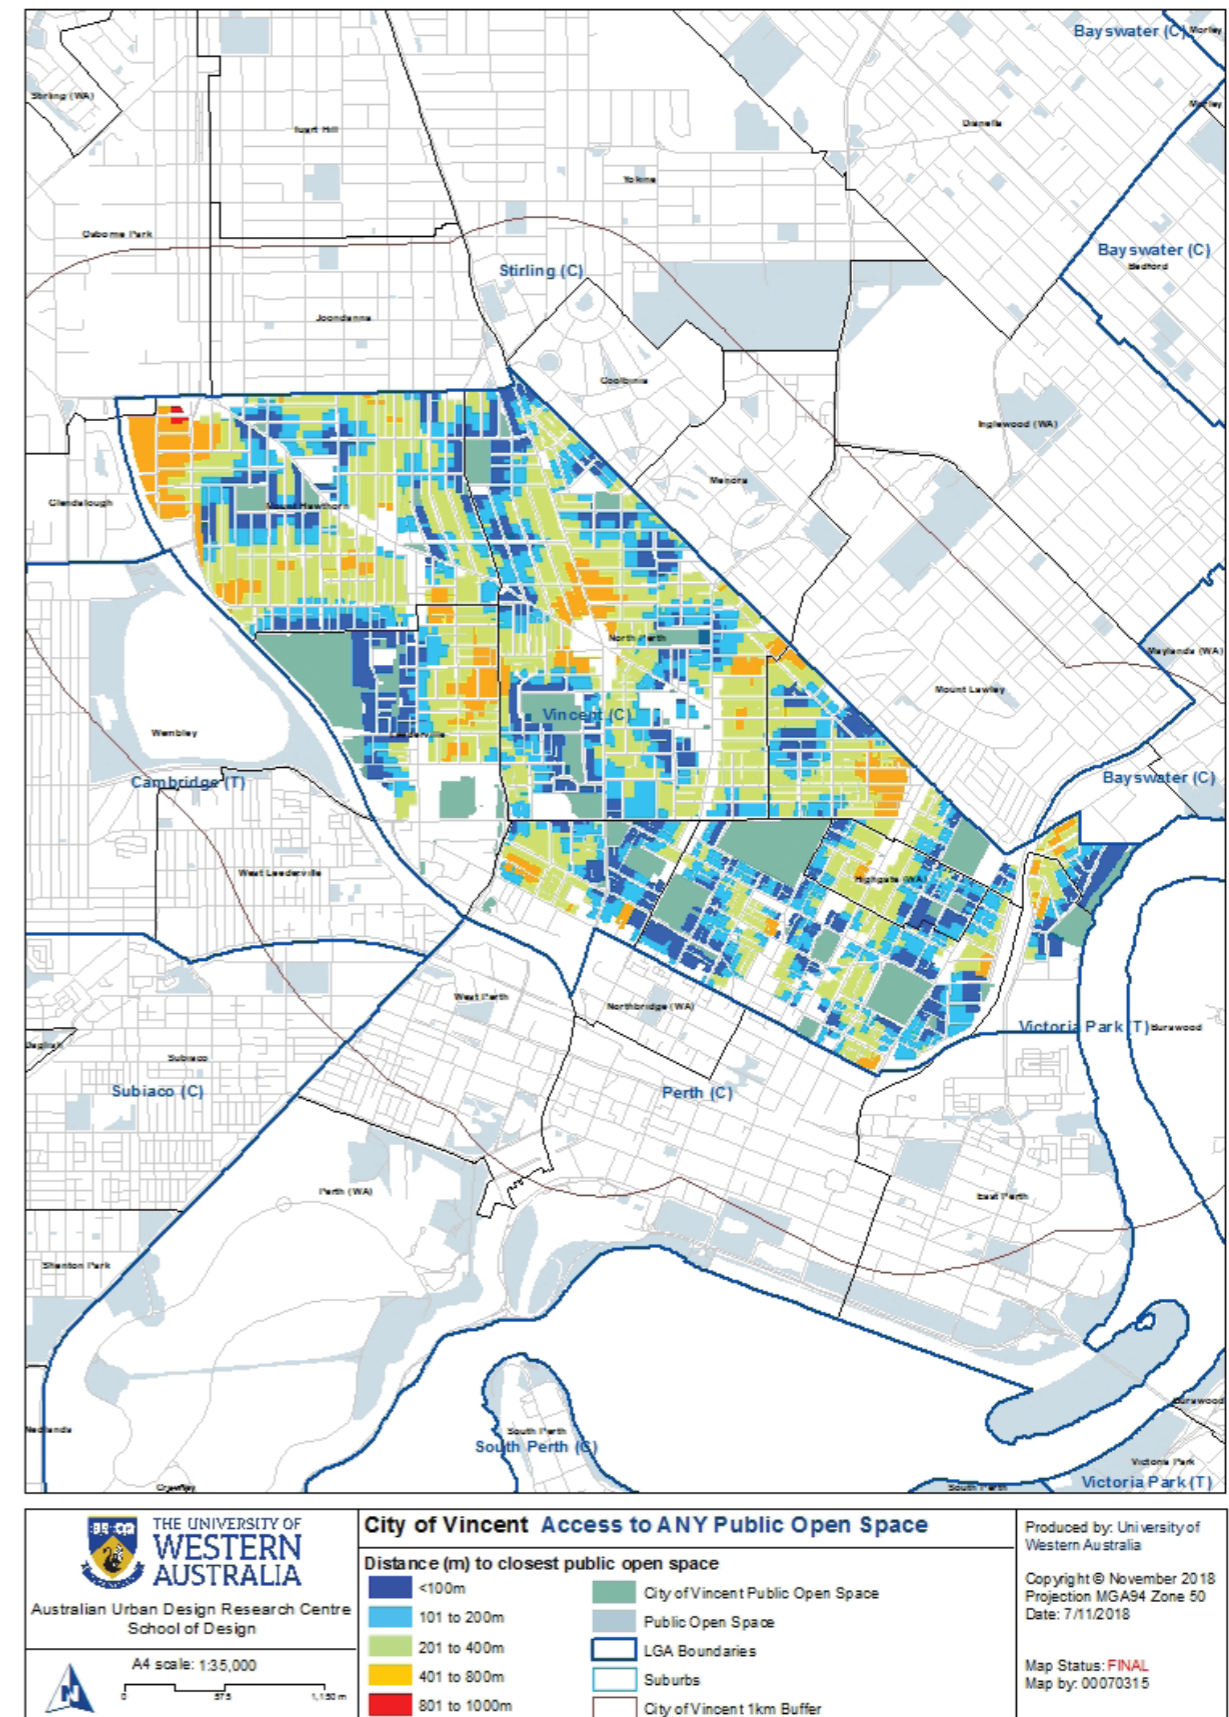 Bayswater (C)
Morley
Stirling (WA)
Morley
Dianella
Tuart Hill
Yokine
Osborne Park
Bayswater (C)
Bedford
Stirling (C)
Joondanna
Coolbinia
Inglewood (WA)
Menora
Glendalough
Mount Hawthorn
North Perth
Maylands (WA)
Mount Lawley
Vincent (C)
Wembley
Leederville
Cambridge (T)
Bayswater (C)
West Leederville
Highgate (WA)
West Perth
Northbridge (WA)
Victoria Park (T)
Burswood
Daglish
Subiaco
Subiaco (C)
Perth (C)
Perth (WA)
East Perth
Shenton Park
Burswood
Nedlands
South Perth
South Perth (C)
Victoria Park
Crawley
South Perth
Victoria Park (T)
THE UNIVERSITY OF
WESTERN
AUSTRALIA
Australian Urban Design Research Centre
School of Design
A4 scale: 1:35,000
N
0 575 1,150 m
City of Vincent Access to ANY Public Open Space
Distance (m) to closest public open space
<100m
101 to 200m
201 to 400m
401 to 800m
801 to 1000m
City of Vincent Public Open Space
Public Open Space
LGA Boundaries
Suburbs
City of Vincent 1km Buffer
Produced by: University of
Western Australia
Copyright © November 2018
Projection MGA94 Zone 50
Date: 7/11/2018
Map Status: FINAL
Map by: 00070315